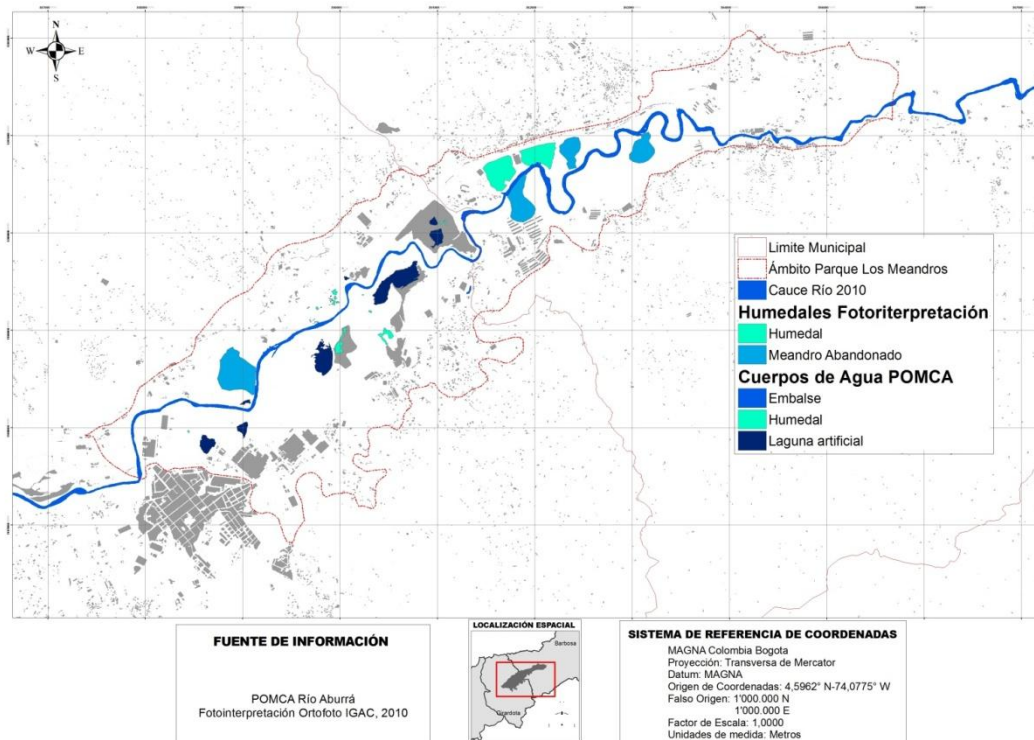 N
W E
S
Limite Municipal
Ámbito Parque Los Meandros
Cauce Río 2010
Humedales Fotoriterpretación
Humedal
Meandro Abandonado
Cuerpos de Agua POMCA
Embalse
Humedal
Laguna artificial
FUENTE DE INFORMACIÓN
POMCA Río Aburrá
Fotointerpretación Ortofoto IGAC, 2010
LOCALIZACIÓN ESPACIAL
Barbosa
Girardota
SISTEMA DE REFERENCIA DE COORDENADAS
MAGNA Colombia Bogota
Proyección: Transversa de Mercator
Datum: MAGNA
Origen de Coordenadas: 4,5962° N-74,0775° W
Falso Origen: 1'000.000 N
1'000.000 E
Factor de Escala: 1,0000
Unidades de medida: Metros